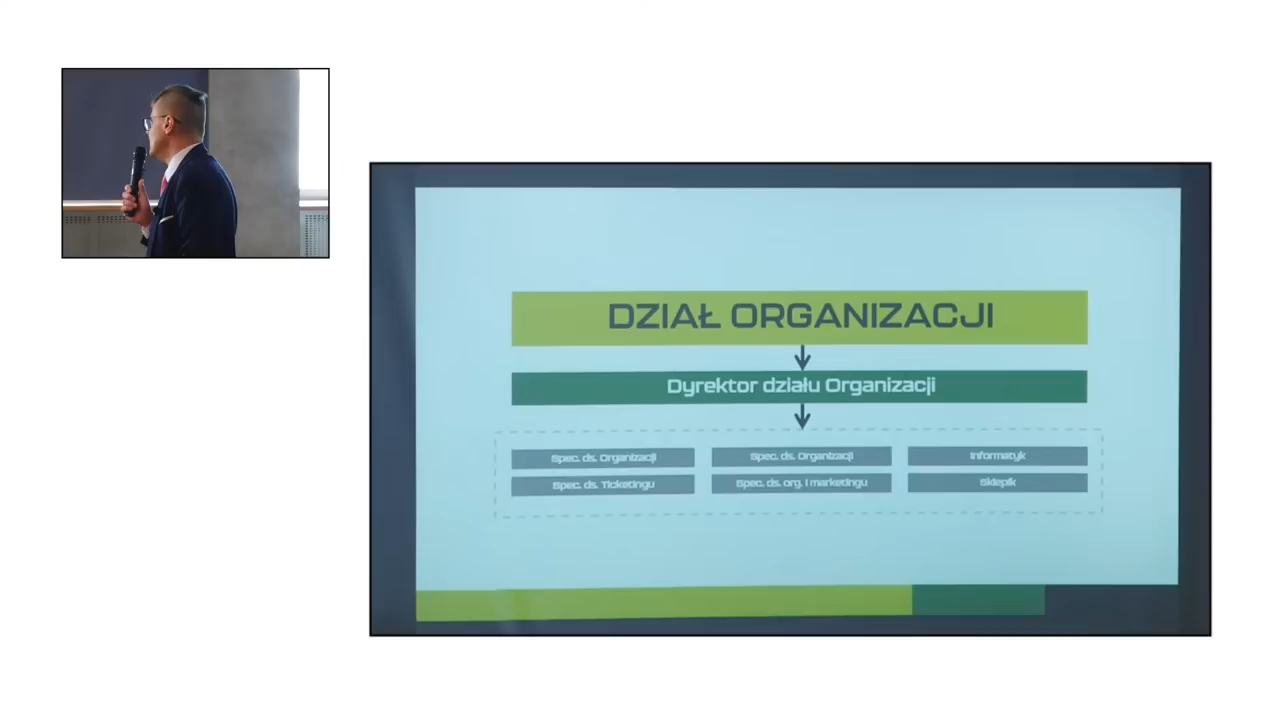 DZIAŁ ORGANIZACJI
Dyrektor działu Organizacji
Spec. ds. Organizacji
Spec. ds. Organizacji
Informatyk
Spec. ds. Ticketingu
Spec. ds. org. i marketingu
Sklepik